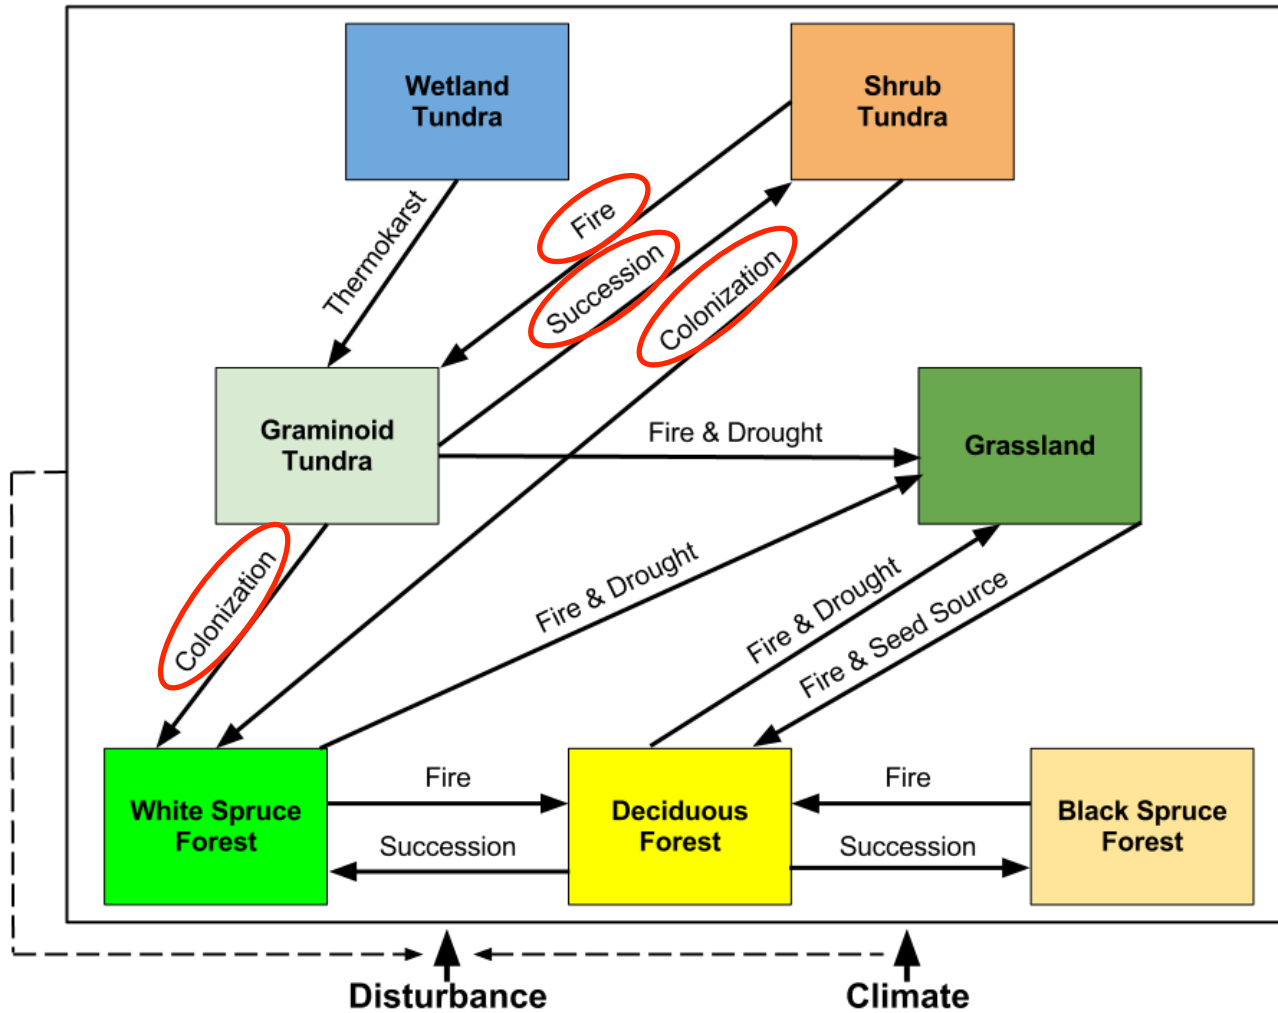 Wetland
Tundra
Shrub
Tundra
Thermokarst
Fire
Succession
Colonization
Graminoid
Tundra
Fire & Drought
Grassland
Colonization
Fire & Drought
Fire & Drought
Fire & Seed Source
White Spruce
Forest
Fire
Succession
Deciduous
Forest
Fire
Succession
Black Spruce
Forest
Disturbance
Climate